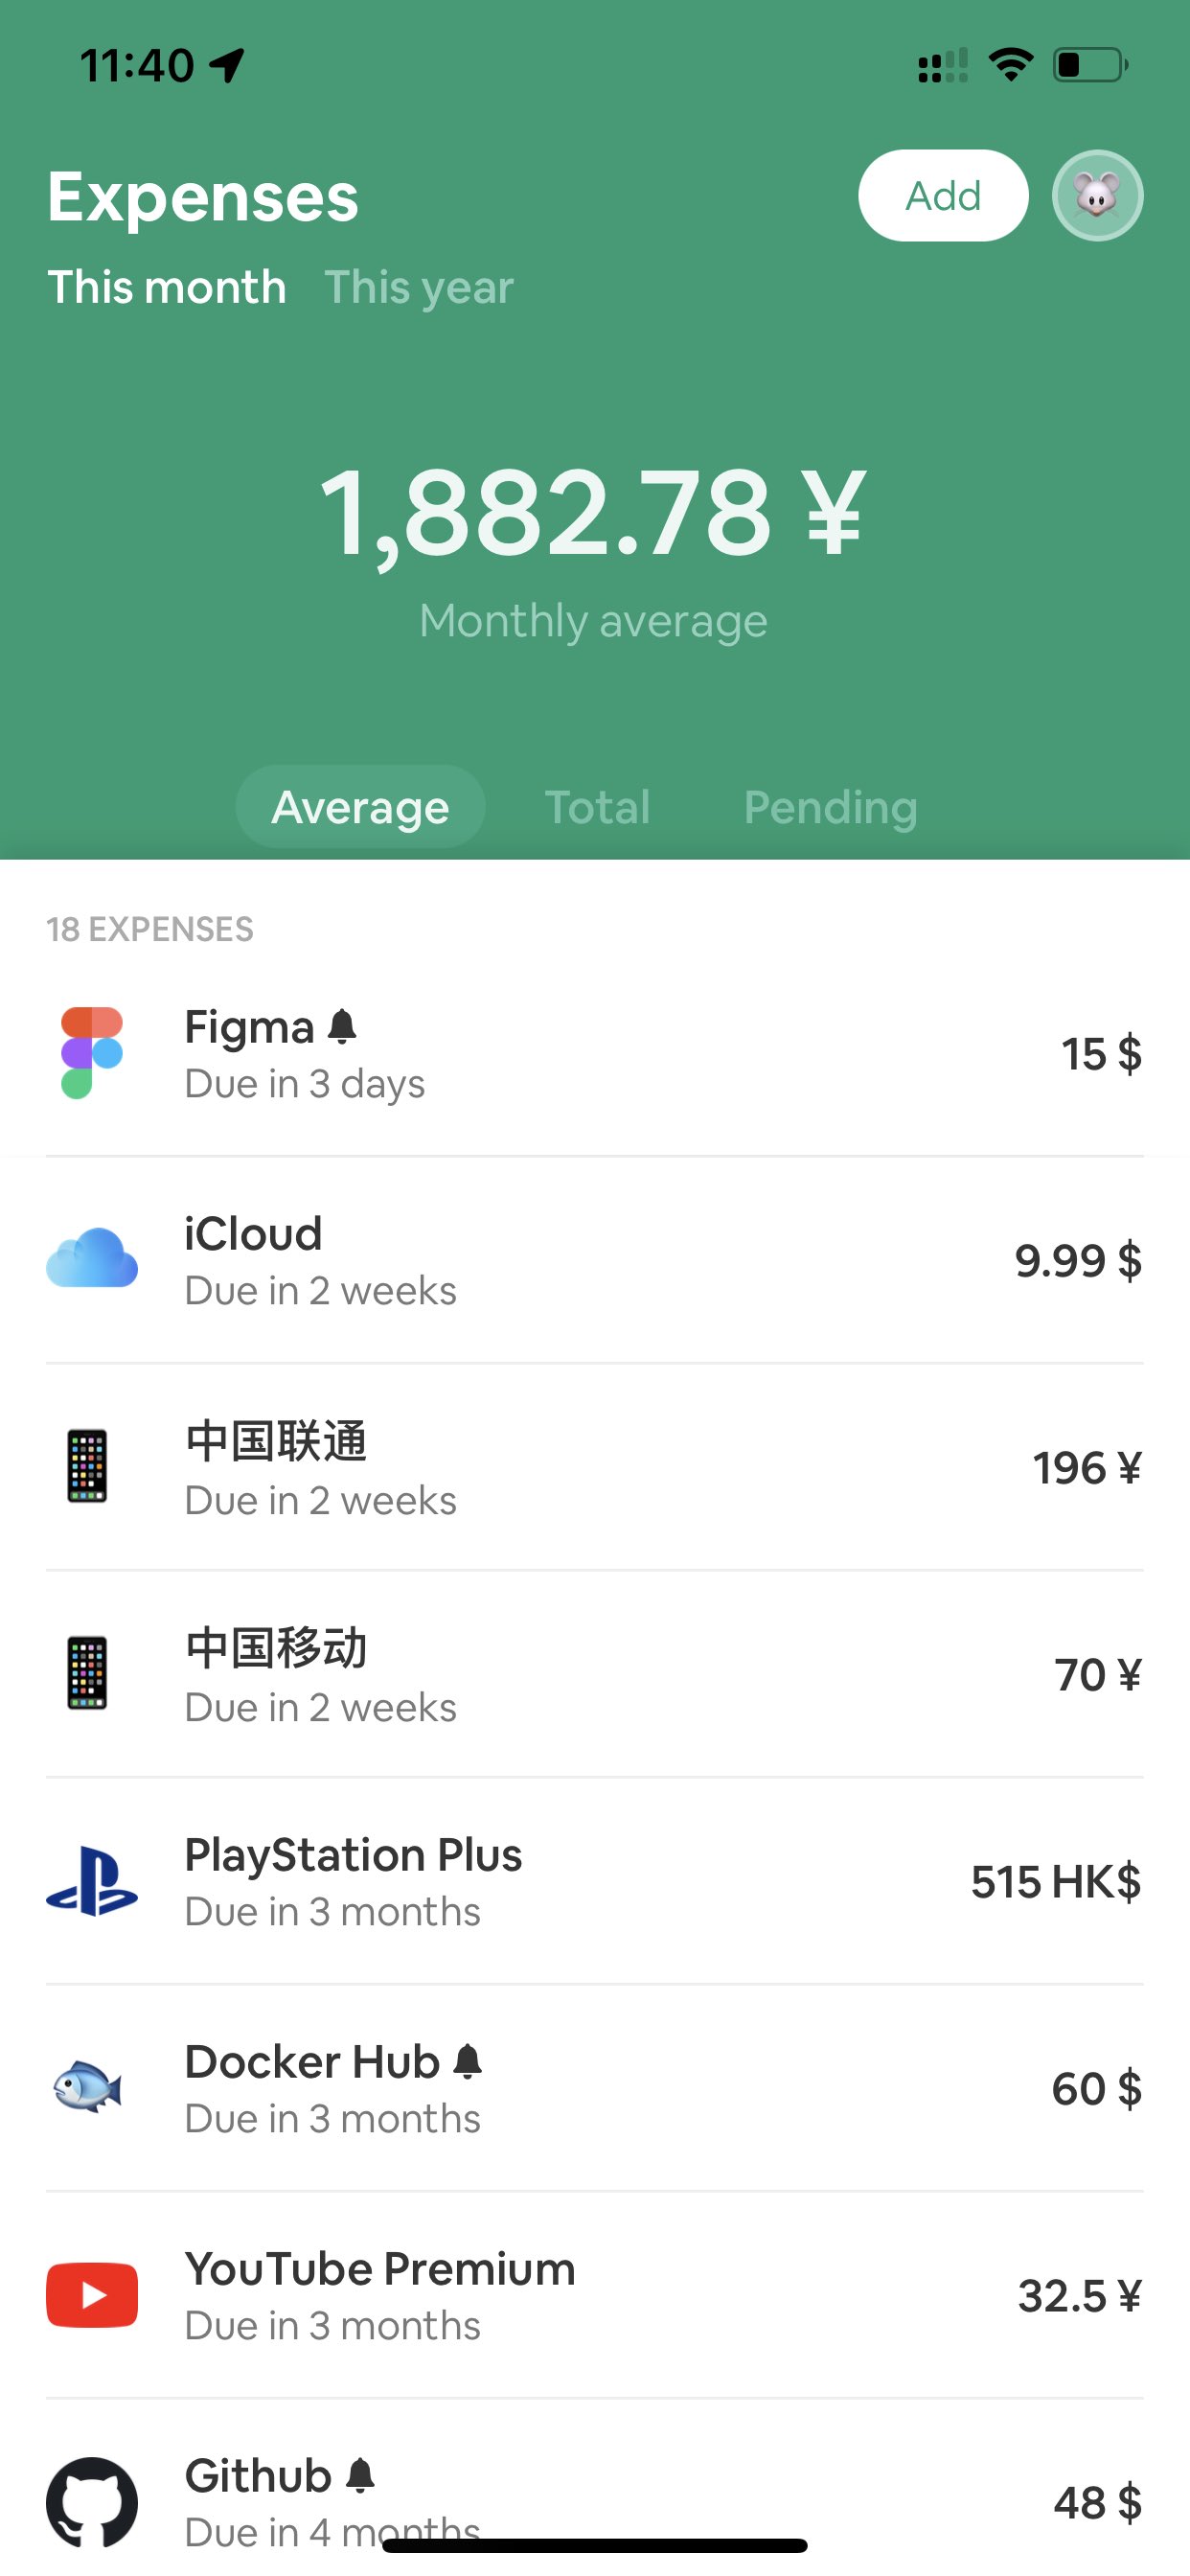 11:40
Expenses
Add
This month This year
1,882.78 ¥
Monthly average
Average Total Pending
18 EXPENSES
Figma
Due in 3 days
15 $
iCloud
Due in 2 weeks
9.99 $
中国联通
Due in 2 weeks
196 ¥
中国移动
Due in 2 weeks
70 ¥
PlayStation Plus
Due in 3 months
515 HK$
Docker Hub
Due in 3 months
60 $
YouTube Premium
Due in 3 months
32.5 ¥
Github
Due in 4 months
48 $